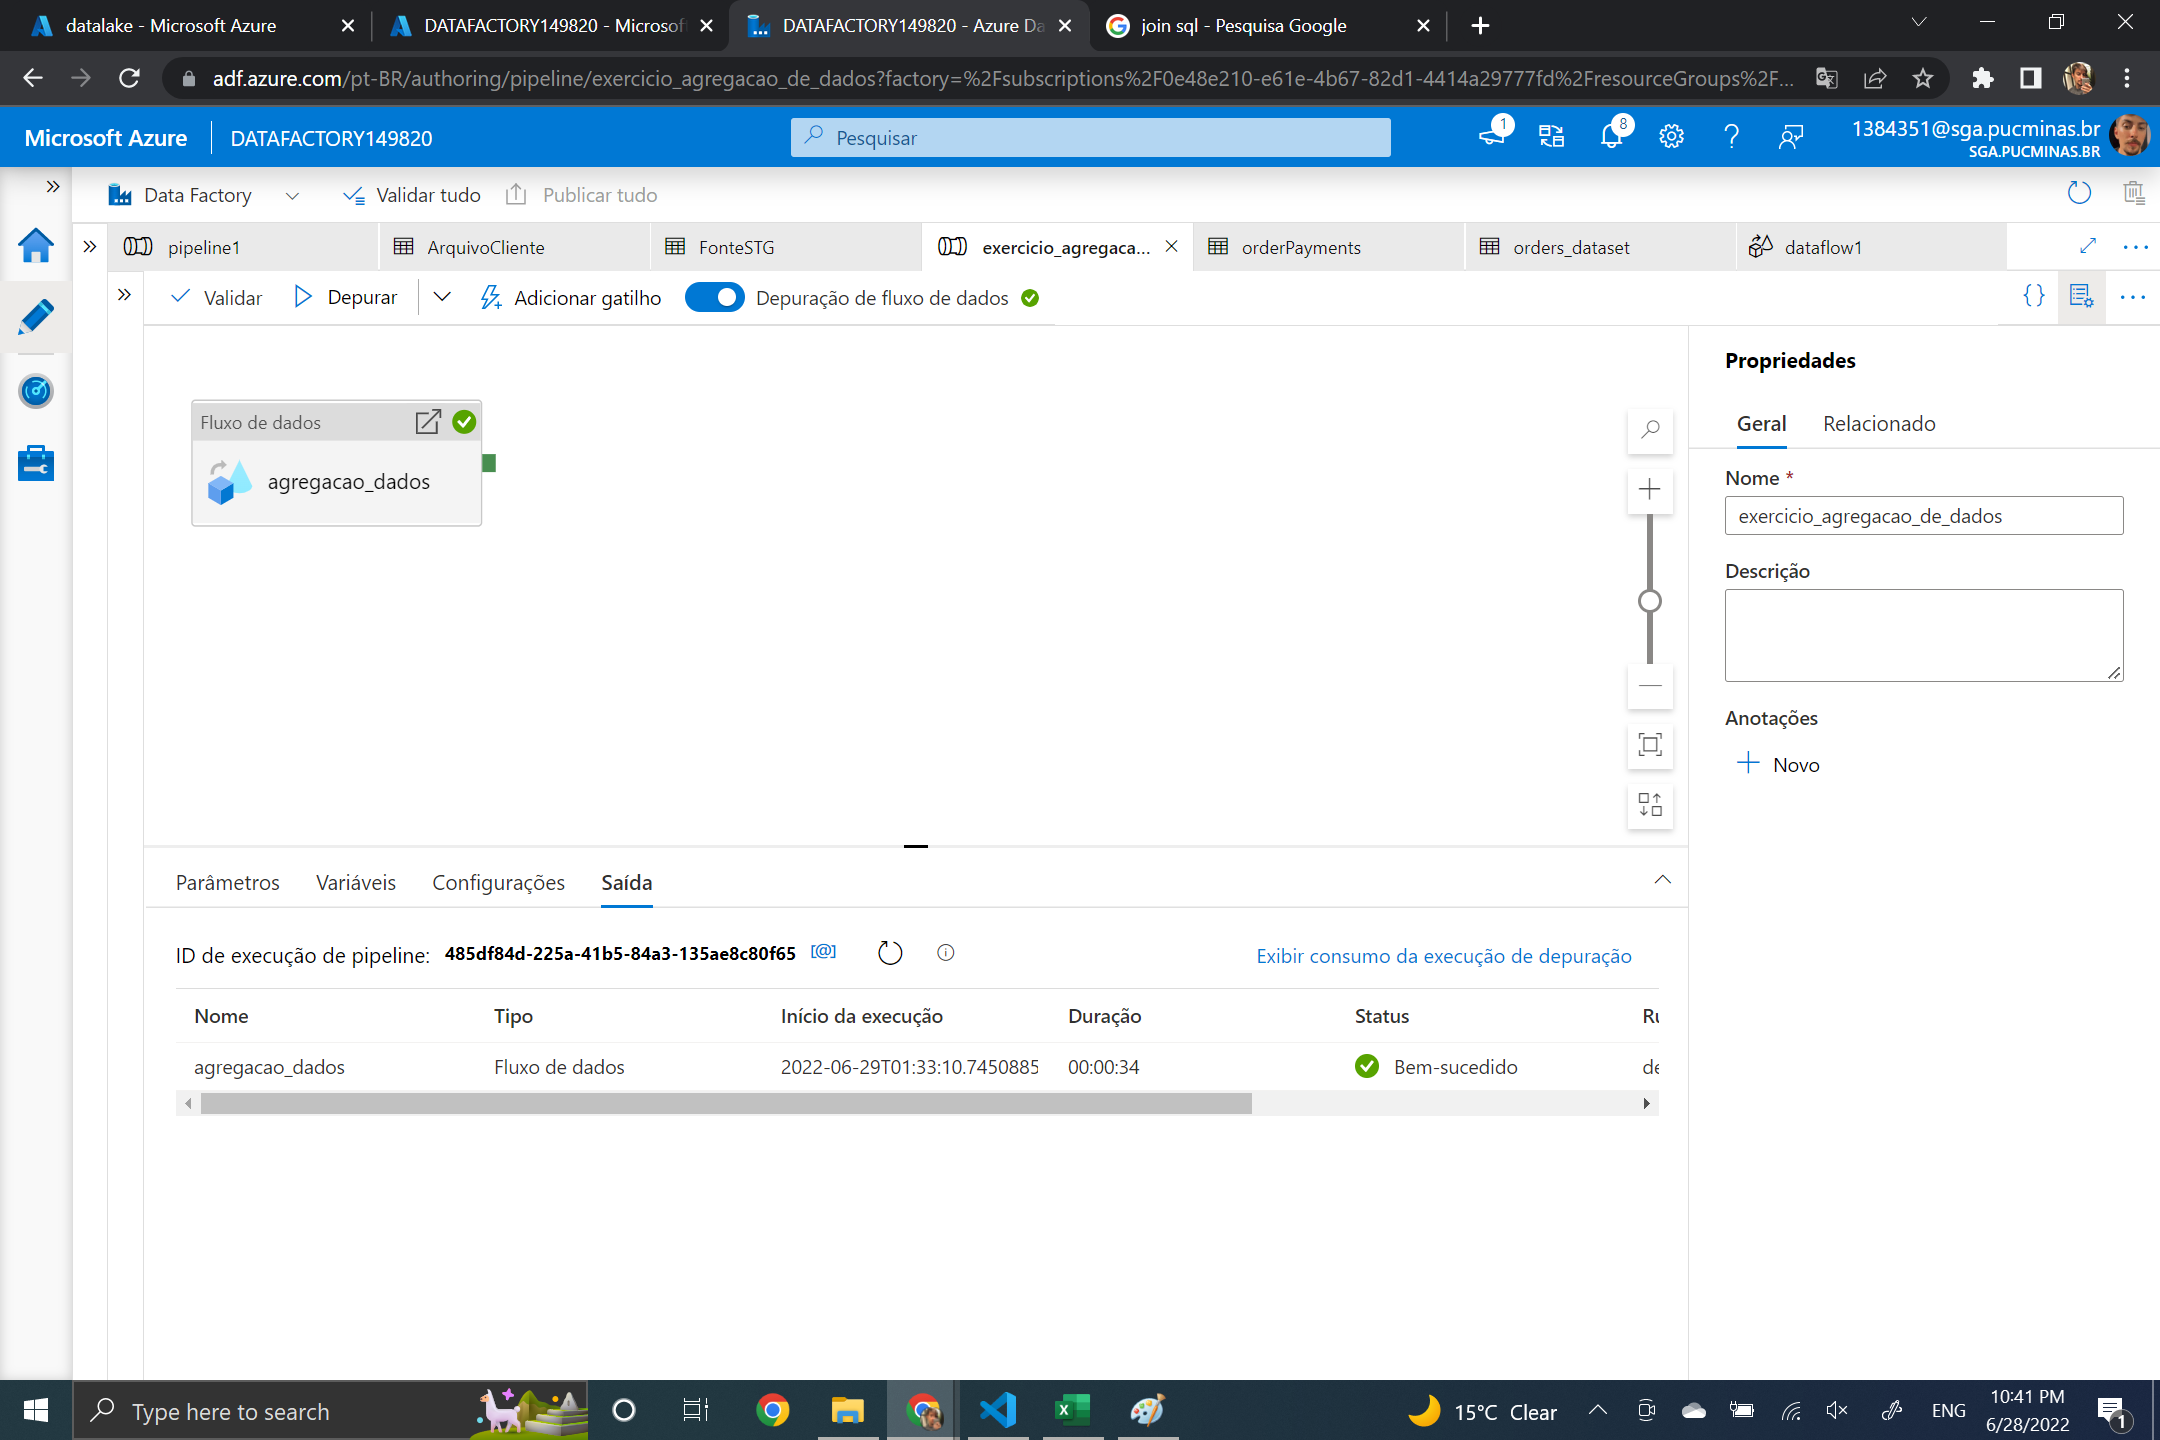 datalake - Microsoft Azure
DATAFACTORY149820 - Microsof
DATAFACTORY149820 - Azure Da
join sql - Pesquisa Google
adf.azure.com/pt-BR/authoring/pipeline/exercicio_agregacao_de_dados?factory=%2Fsubscriptions%2F0e48e210-e61e-4b67-82d1-4414a29777fd%2FresourceGroups%2F...
Microsoft Azure
DATAFACTORY149820
Pesquisar
1
8
1384351@sga.pucminas.br
SGA.PUCMINAS.BR
Data Factory
Validar tudo
Publicar tudo
pipeline1
ArquivoCliente
FonteSTG
exercicio_agregaca...
orderPayments
orders_dataset
dataflow1
Validar
Depurar
Adicionar gatilho
Depuração de fluxo de dados
Fluxo de dados
agregacao_dados
Propriedades
Geral
Relacionado
Nome *
exercicio_agregacao_de_dados
Descrição
Anotações
Novo
Parâmetros
Variáveis
Configurações
Saída
ID de execução de pipeline: 485df84d-225a-41b5-84a3-135ae8c80f65
Exibir consumo da execução de depuração
Nome Tipo Início da execução Duração Status Ru
agregacao_dados Fluxo de dados 2022-06-29T01:33:10.7450885 00:00:34 Bem-sucedido de
Type here to search
15°C Clear
ENG
10:41 PM
6/28/2022
1